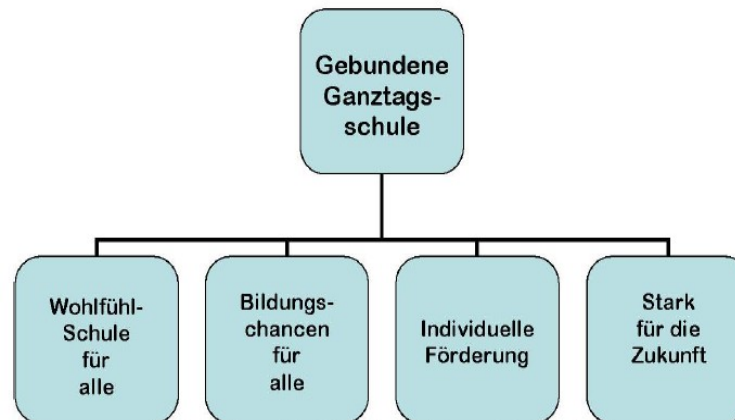 Gebundene
Ganztags-
schule
Wohlfühl-
Schule
für
alle
Bildungs-
chancen
für
alle
Individuelle
Förderung
Stark
für die
Zukunft